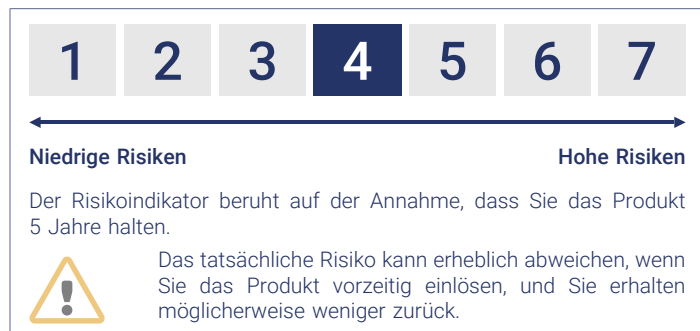 1 2 3 4 5 6 7
Niedrige Risiken Hohe Risiken
Der Risikoindikator beruht auf der Annahme, dass Sie das Produkt
5 Jahre halten.
Das tatsächliche Risiko kann erheblich abweichen, wenn
Sie das Produkt vorzeitig einlösen, und Sie erhalten
möglicherweise weniger zurück.